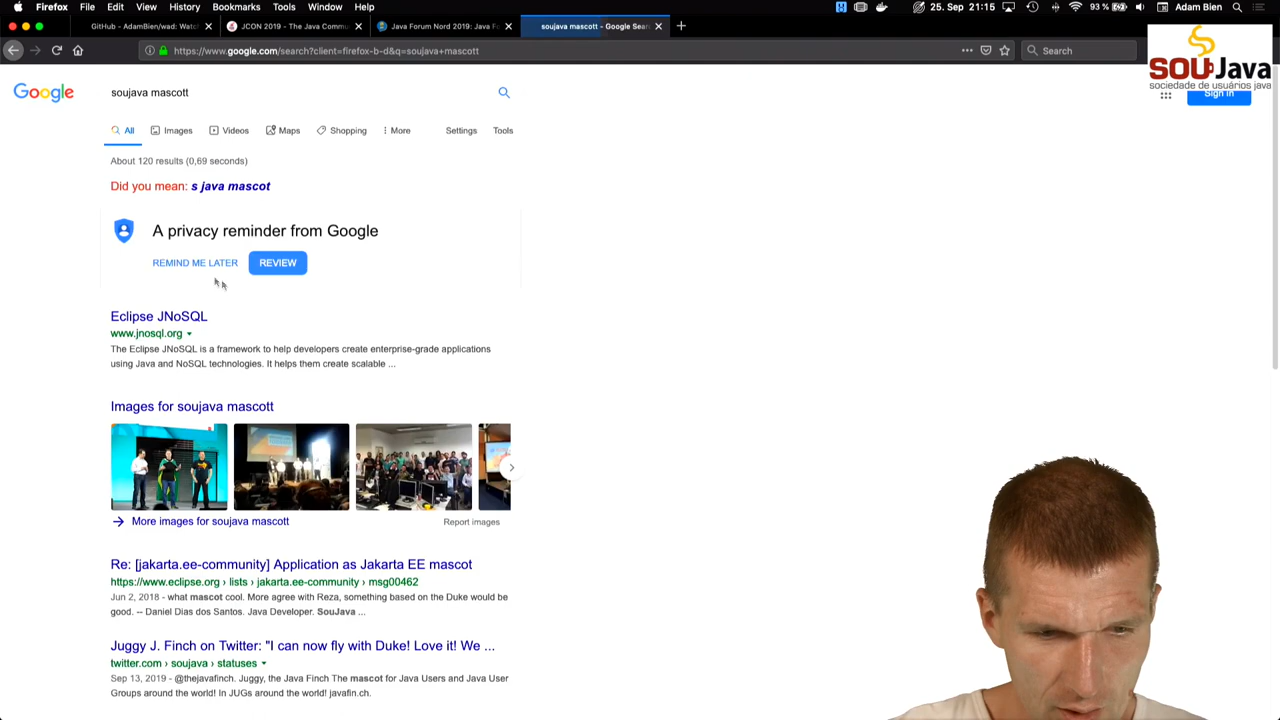 Firefox File Edit View History Bookmarks Tools Window Help
93% 25. Sep 21:15 Adam Bien
GitHub - AdamBien/wad: Watc
JCON 2019 - The Java Commu
Java Forum Nord 2019: Java F
soujava mascott - Google Sear
https://www.google.com/search?client=firefox-b-d&q=soujava+mascott
Search
SOUJava
sociedade de usuários java
Google
soujava mascott
Sign in
All Images Videos Maps Shopping More Settings Tools
About 120 results (0,69 seconds)
Did you mean: s java mascot
A privacy reminder from Google
REMIND ME LATER REVIEW
Eclipse JNoSQL
www.jnosql.org
The Eclipse JNoSQL is a framework to help developers create enterprise-grade applications
using Java and NoSQL technologies. It helps them create scalable ...
Images for soujava mascott
More images for soujava mascott Report images
Re: [jakarta.ee-community] Application as Jakarta EE mascot
https://www.eclipse.org › lists › jakarta.ee-community › msg00462
Jun 2, 2018 - what mascot cool. More agree with Reza, something based on the Duke would be
good. -- Daniel Dias dos Santos. Java Developer. SouJava ...
Juggy J. Finch on Twitter: "I can now fly with Duke! Love it! We ...
twitter.com › soujava › statuses
Sep 13, 2019 - @thejavafinch. Juggy, the Java Finch The mascot for Java Users and Java User
Groups around the world! In JUGs around the world! javafin.ch.